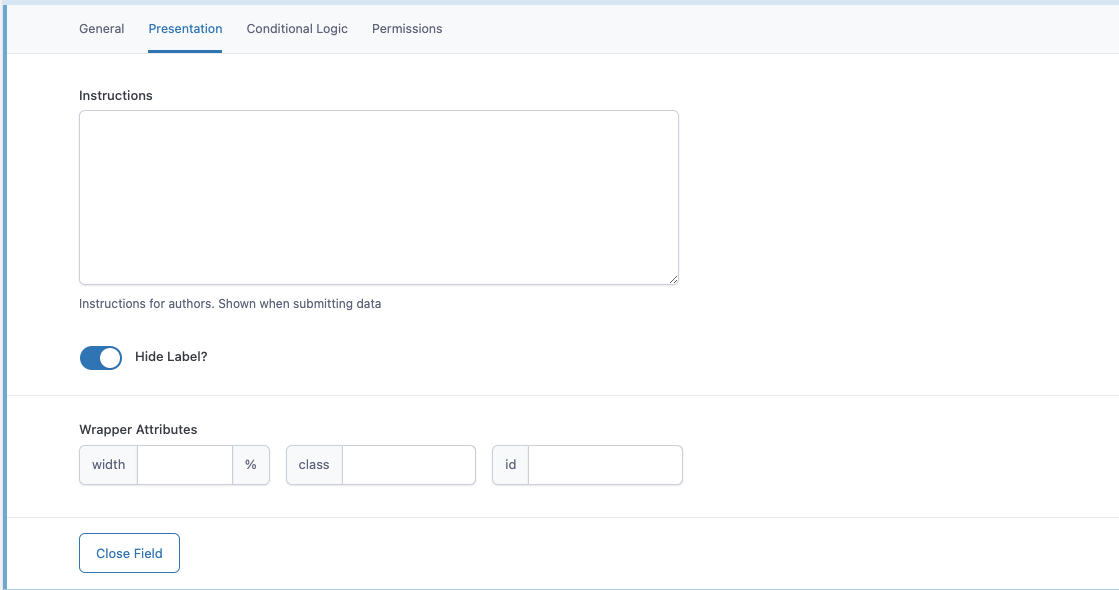 General Presentation Conditional Logic Permissions
Instructions
Instructions for authors. Shown when submitting data
Hide Label?
Wrapper Attributes
width % class id
Close Field